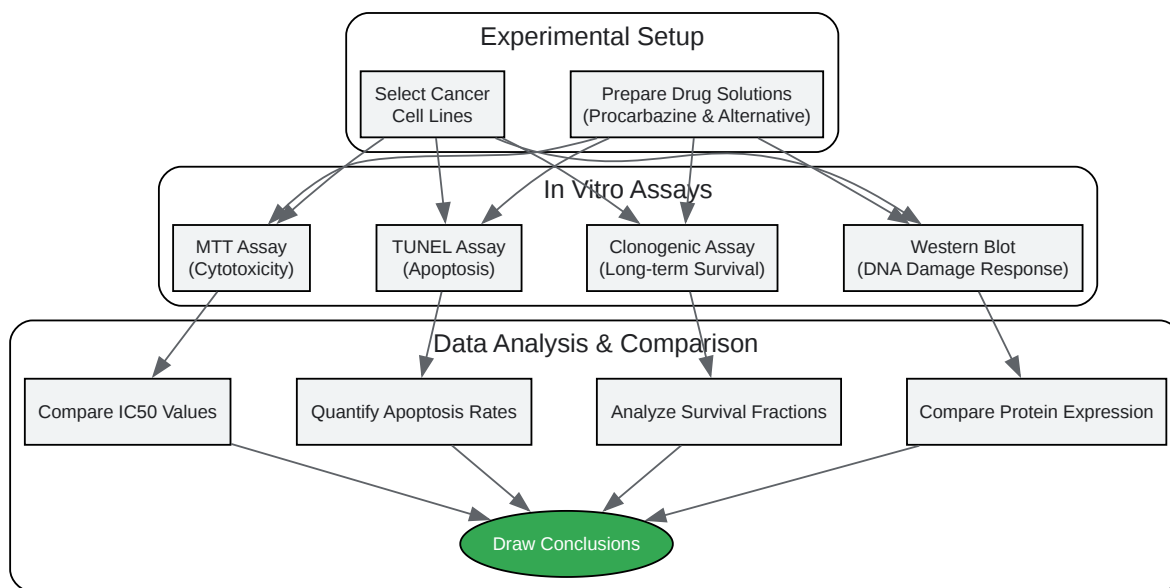 Experimental Setup
Select Cancer
Cell Lines
Prepare Drug Solutions
(Procarbazine & Alternative)
In Vitro Assays
MTT Assay
(Cytotoxicity)
TUNEL Assay
(Apoptosis)
Clonogenic Assay
(Long-term Survival)
Western Blot
(DNA Damage Response)
Data Analysis & Comparison
Compare IC50 Values
Quantify Apoptosis Rates
Analyze Survival Fractions
Compare Protein Expression
Draw Conclusions